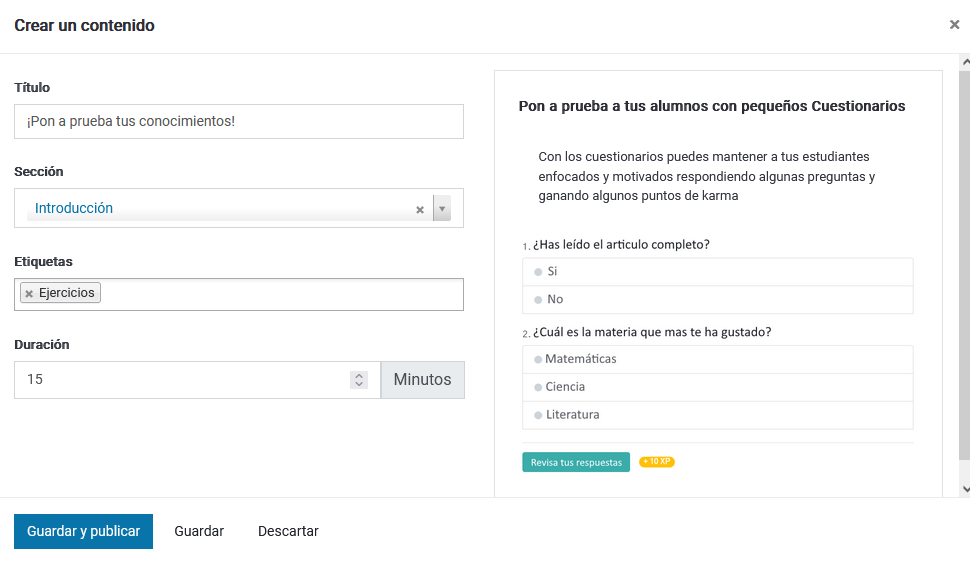 Crear un contenido
×
Título
¡Pon a prueba tus conocimientos!
Sección
Introducción ×
Etiquetas
× Ejercicios
Duración
15 Minutos
Pon a prueba a tus alumnos con pequeños Cuestionarios
Con los cuestionarios puedes mantener a tus estudiantes
enfocados y motivados respondiendo algunas preguntas y
ganando algunos puntos de karma
1. ¿Has leído el articulo completo?
Si
No
2. ¿Cuál es la materia que mas te ha gustado?
Matemáticas
Ciencia
Literatura
Revisa tus respuestas + 10 XP
Guardar y publicar Guardar Descartar